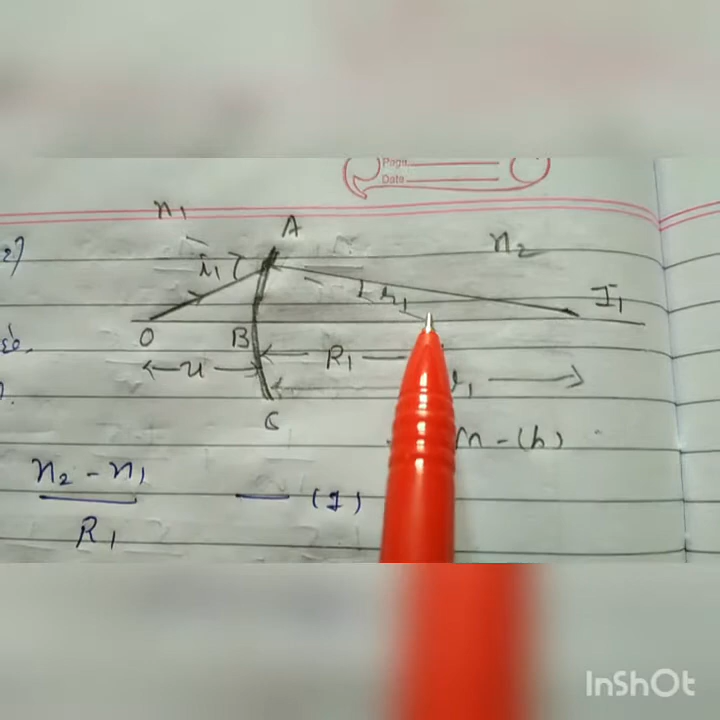 Page
Date
n₁
A
n₂
i₁
r₁
I₁
O
B
u
R₁
C
n₂ - n₁
R₁
(I)
- (b)
InShOt